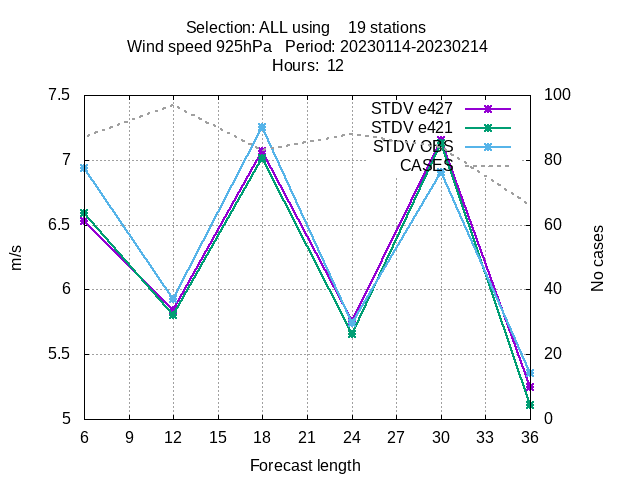 Selection: ALL using 19 stations
Wind speed 925hPa Period: 20230114-20230214
Hours: 12
7.5
7
6.5
6
5.5
5
m/s
100
80
60
40
20
0
No cases
STDV e427
STDV e421
STDV OBS
CASES
6 9 12 15 18 21 24 27 30 33 36
Forecast length